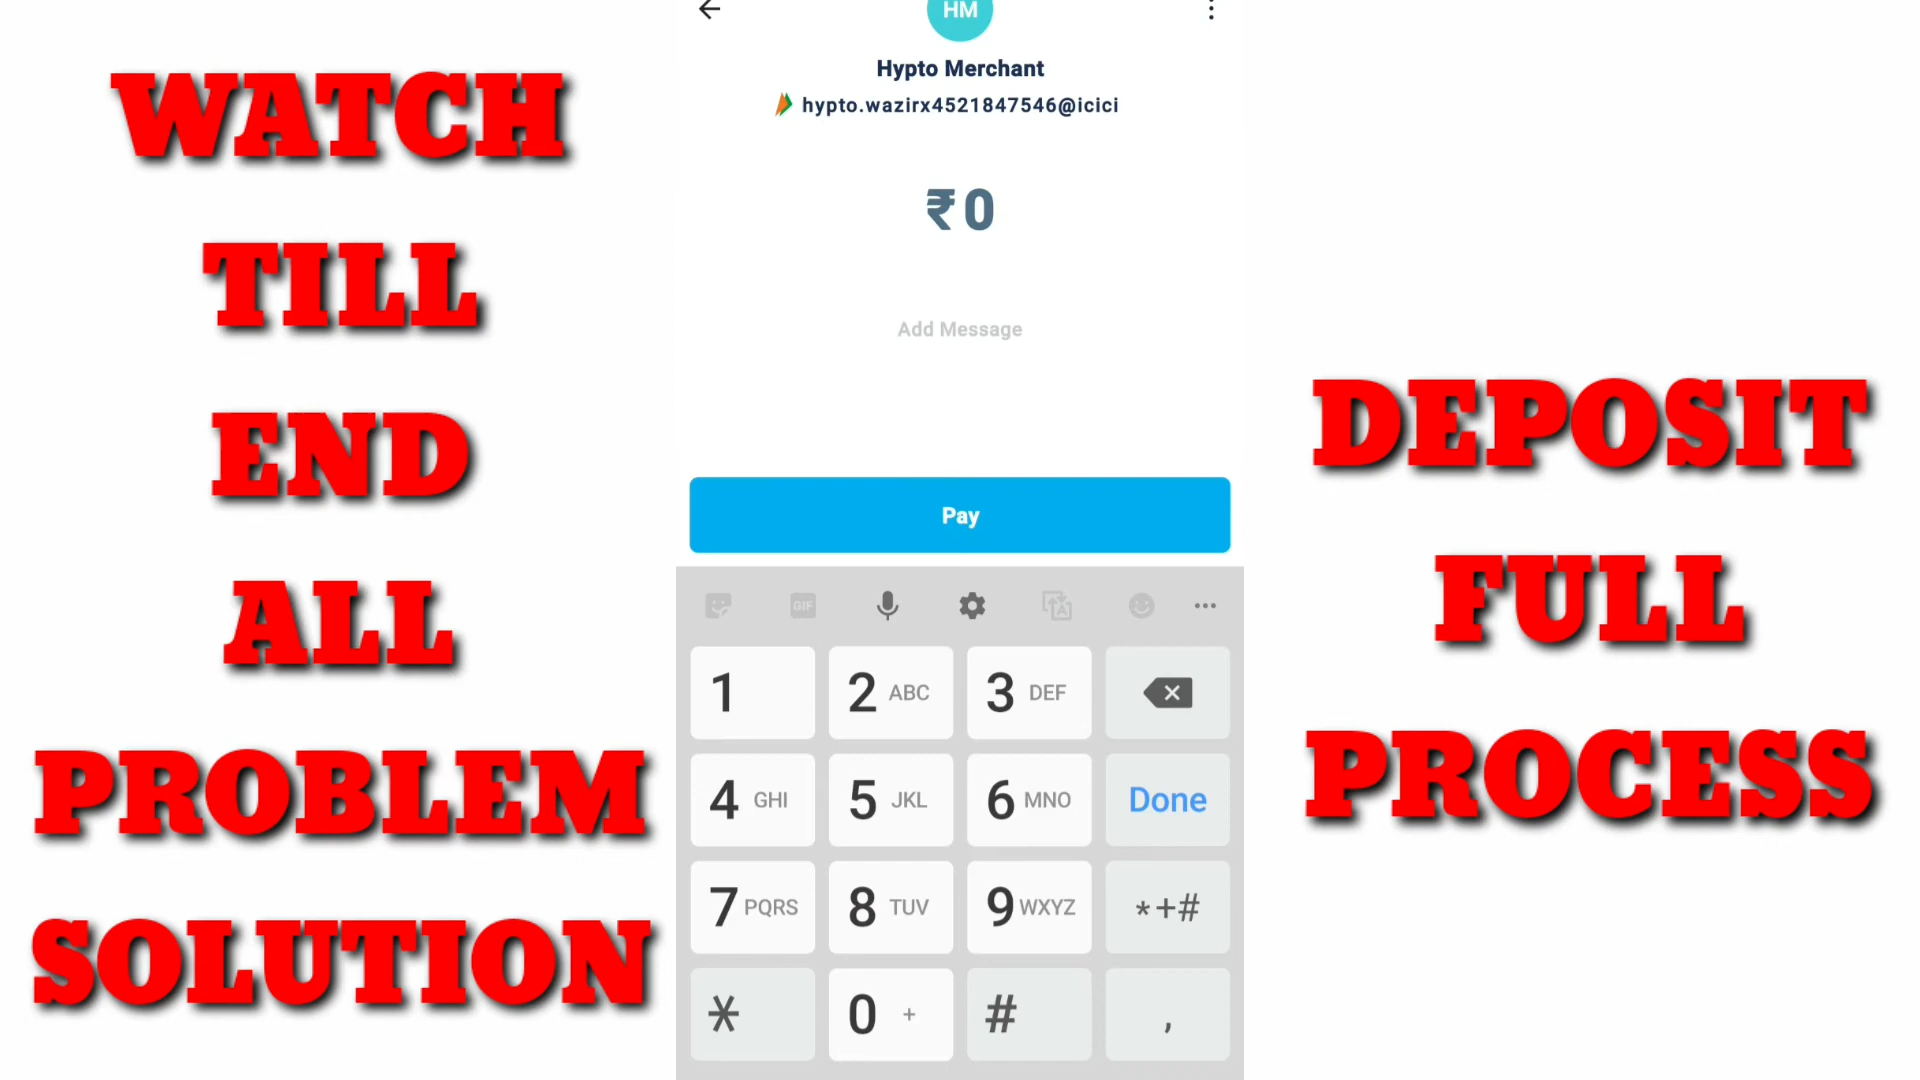 WATCH
TILL
END
ALL
PROBLEM
SOLUTION
HM
Hypto Merchant
hypto.wazirx4521847546@icici
₹0
Add Message
Pay
GIF
1
2 ABC
3 DEF
4 GHI
5 JKL
6 MNO
Done
7 PQRS
8 TUV
9 WXYZ
*+#
*
0 +
#
,
DEPOSIT
FULL
PROCESS